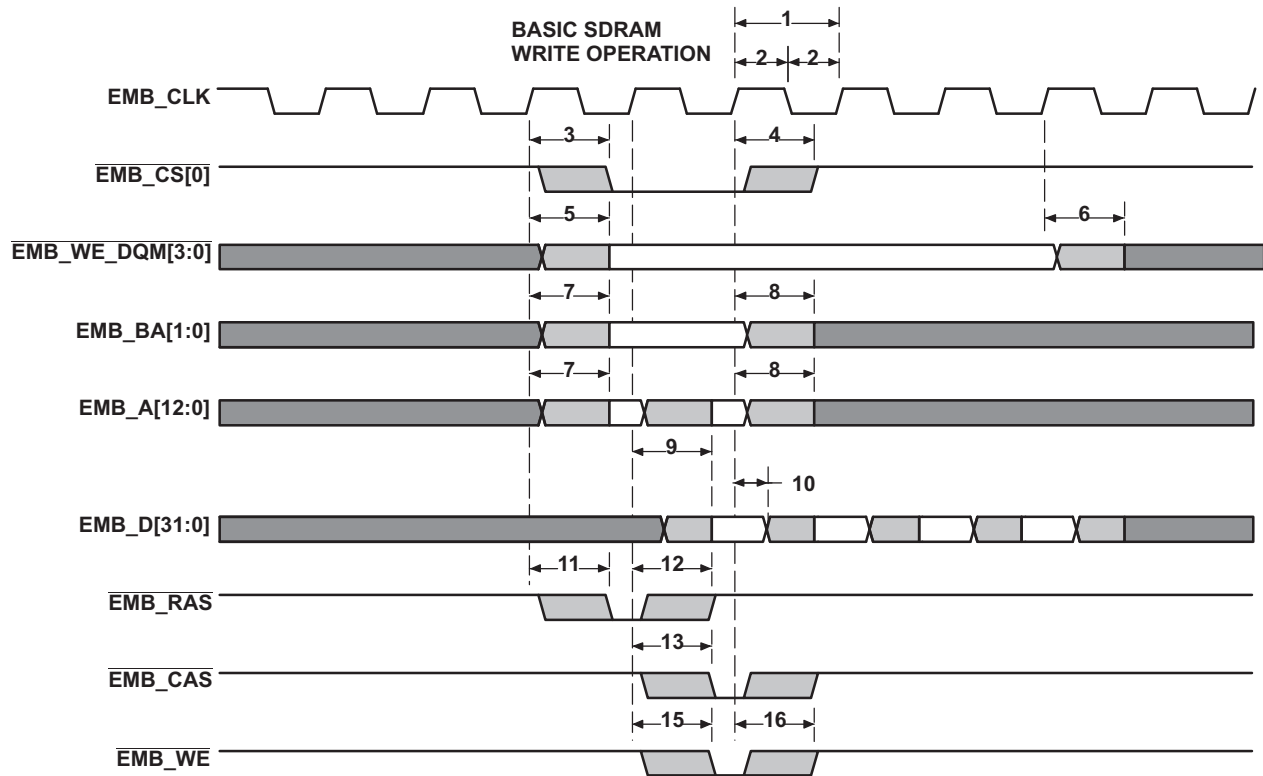 BASIC SDRAM
WRITE OPERATION
1
2 2
EMB_CLK
3 4
EMB_CS[0]
5 6
EMB_WE_DQM[3:0]
7 8
EMB_BA[1:0]
7 8
EMB_A[12:0]
9
10
EMB_D[31:0]
11 12
EMB_RAS
13
EMB_CAS
15 16
EMB_WE